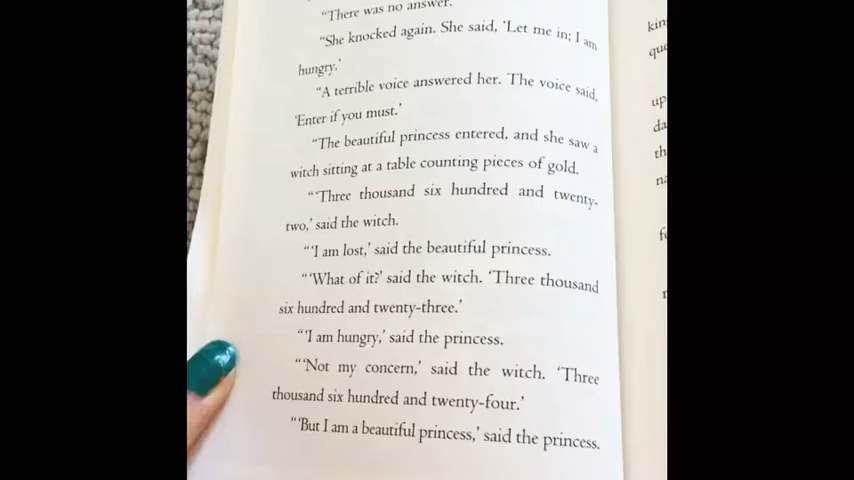 "There was no answer.
"She knocked again. She said, 'Let me in; I am
hungry.'
"A terrible voice answered her. The voice said,
'Enter if you must.'
"The beautiful princess entered, and she saw a
witch sitting at a table counting pieces of gold.
"'Three thousand six hundred and twenty-
two,' said the witch.
"'I am lost,' said the beautiful princess.
"'What of it?' said the witch. 'Three thousand
six hundred and twenty-three.'
"'I am hungry,' said the princess.
"'Not my concern,' said the witch. 'Three
thousand six hundred and twenty-four.'
"'But I am a beautiful princess,' said the princess.